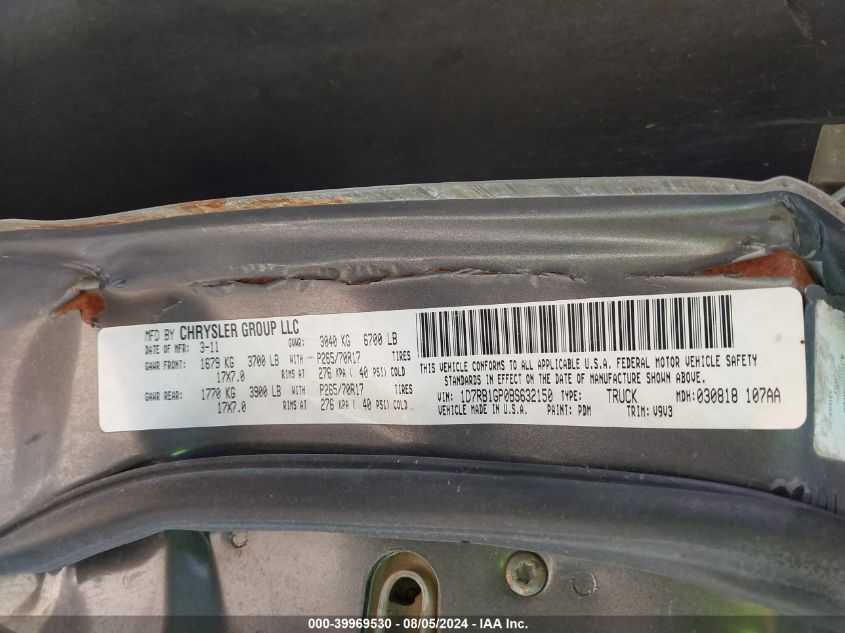 MFD BY CHRYSLER GROUP LLC
DATE OF MFR: 3-11 GVWR: 3040 KG 6700 LB
GAWR FRONT: 1679 KG 3700 LB WITH P265/70R17 TIRES
17X7.0 RIMS AT 276 KPA ( 40 PSI) COLD
GAWR REAR: 1770 KG 3900 LB WITH P265/70R17 TIRES
17X7.0 RIMS AT 276 KPA ( 40 PSI) COLD
THIS VEHICLE CONFORMS TO ALL APPLICABLE U.S.A. FEDERAL MOTOR VEHICLE SAFETY
STANDARDS IN EFFECT ON THE DATE OF MANUFACTURE SHOWN ABOVE.
VIN: 1D7RB1GP0BS632150 TYPE: TRUCK MDH: 030818 107AA
VEHICLE MADE IN U.S.A. PAINT: PDM TRIM: V9V3
000-39969530 - 08/05/2024 - IAA Inc.